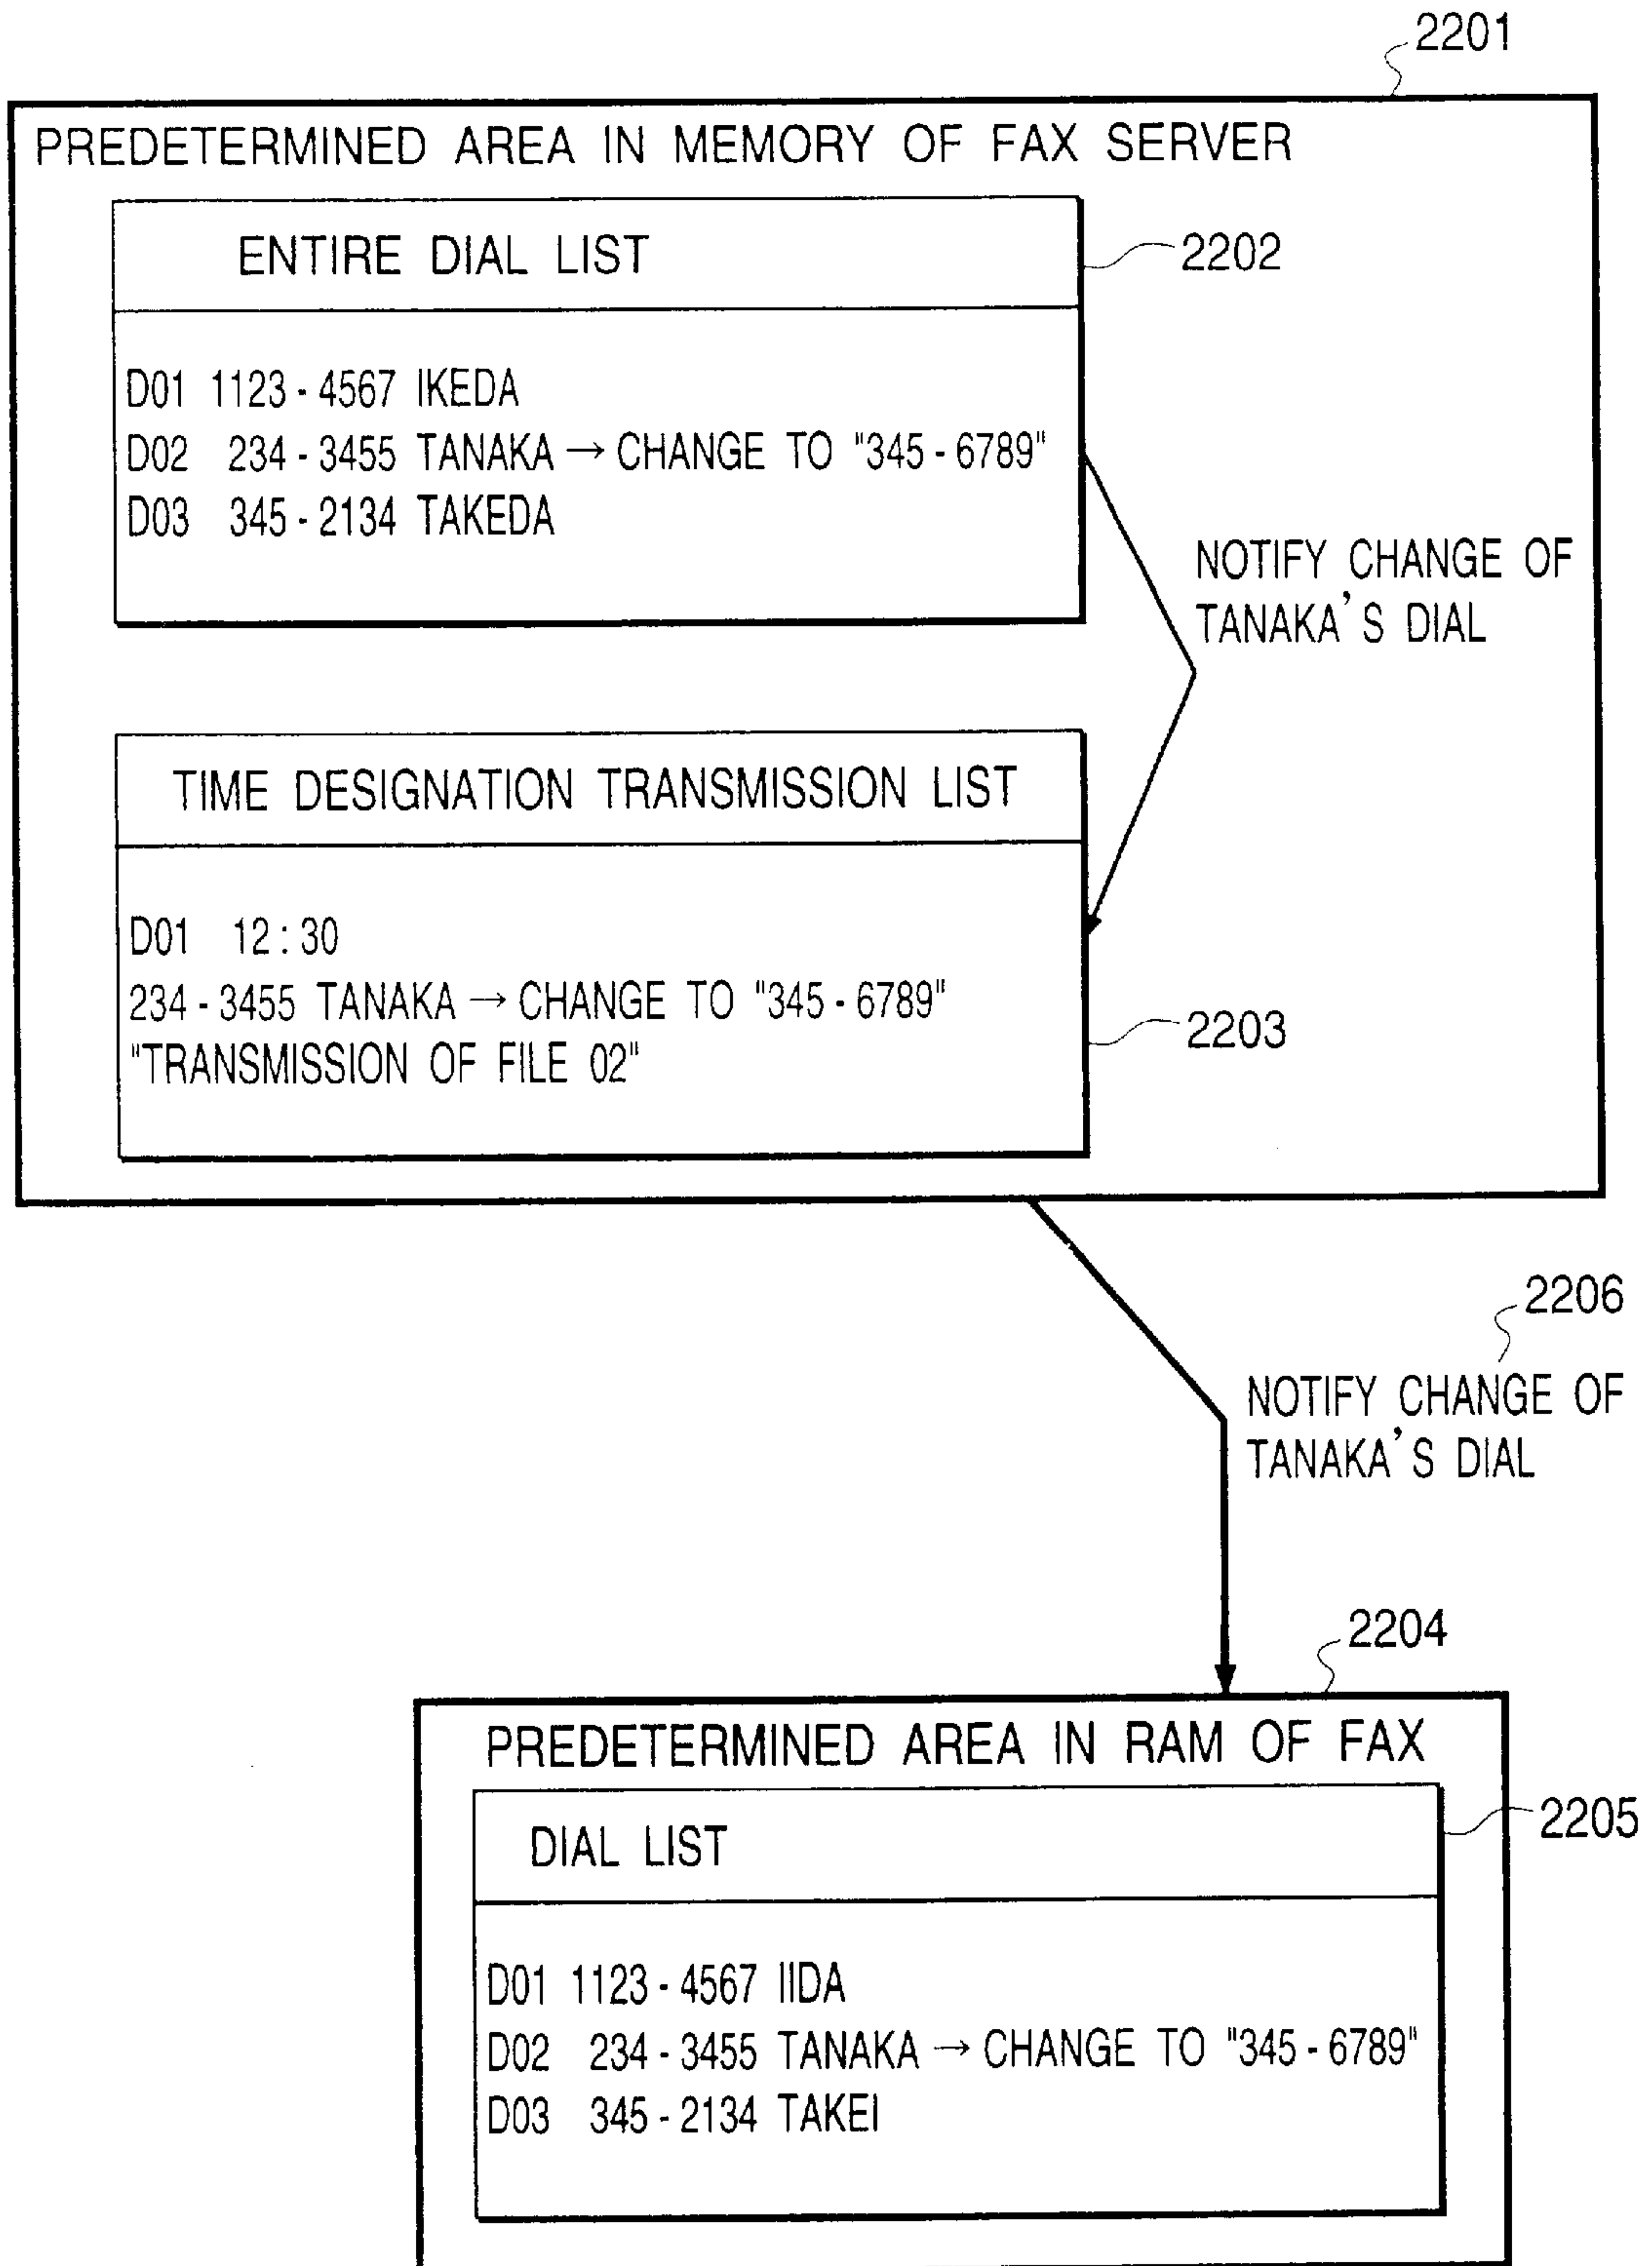 2201
PREDETERMINED AREA IN MEMORY OF FAX SERVER
ENTIRE DIAL LIST
2202
D01 1123-4567 IKEDA
D02 234-3455 TANAKA → CHANGE TO "345-6789"
D03 345-2134 TAKEDA
NOTIFY CHANGE OF
TANAKA'S DIAL
TIME DESIGNATION TRANSMISSION LIST
D01 12:30
234-3455 TANAKA → CHANGE TO "345-6789"
"TRANSMISSION OF FILE 02"
2203
2206
NOTIFY CHANGE OF
TANAKA'S DIAL
2204
PREDETERMINED AREA IN RAM OF FAX
DIAL LIST
2205
D01 1123-4567 IIDA
D02 234-3455 TANAKA → CHANGE TO "345-6789"
D03 345-2134 TAKEI